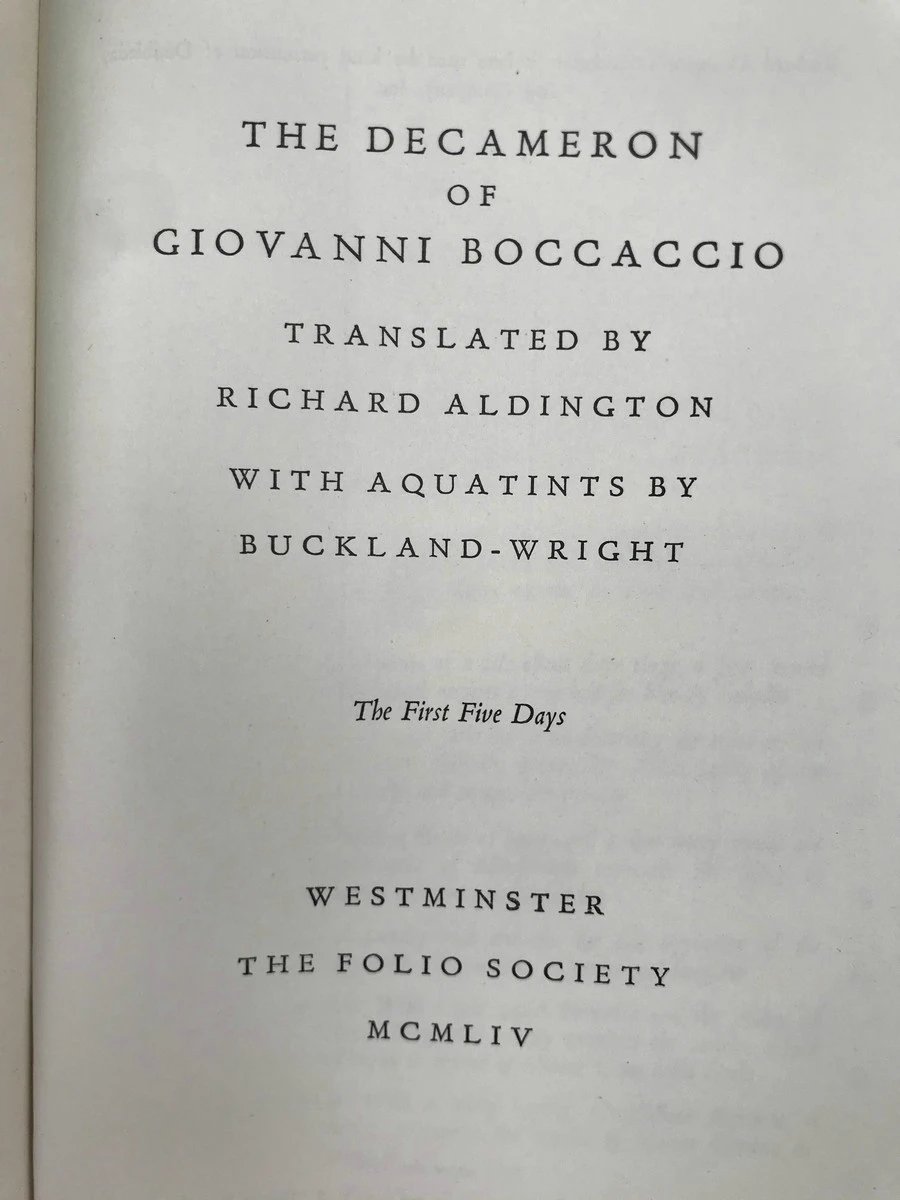 THE DECAMERON
OF
GIOVANNI BOCCACCIO
TRANSLATED BY
RICHARD ALDINGTON
WITH AQUATINTS BY
BUCKLAND-WRIGHT
The First Five Days
WESTMINSTER
THE FOLIO SOCIETY
MCMLIV